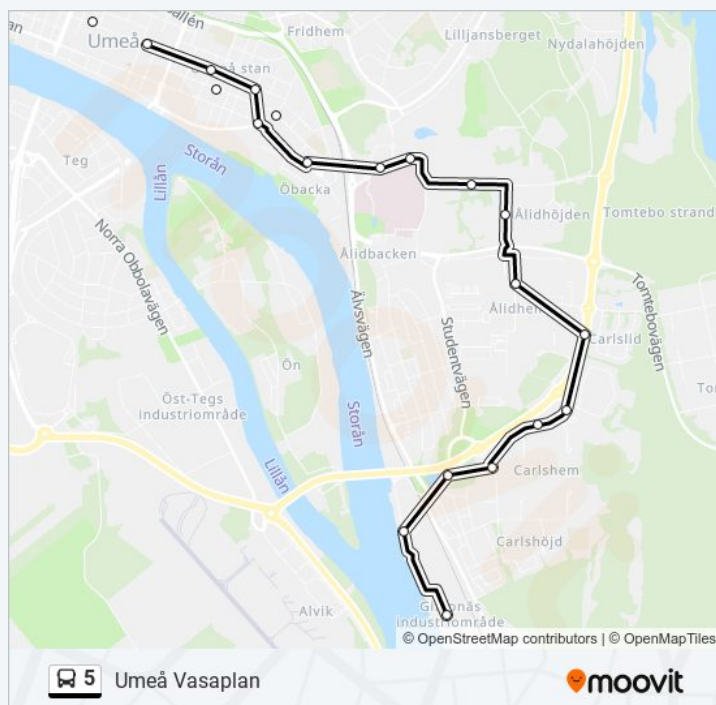 Fridhem
Lilljansberget
Nydalahöjden
Umeå
stan
Teg
Lillån
Storån
Öbacka
Ålidhöjden
Tomtebo strand
Ålidbacken
Norra Obbolavägen
Älvsvägen
Ålidhem
Carlslid
Tomtebovägen
Studentvägen
Ön
Öst-Tegs
industriområde
Storån
Lillån
Carlshem
Carlshöjd
Alvik
industriområde
© OpenStreetMap contributors | © OpenMapTiles
5 Umeå Vasaplan
moovit